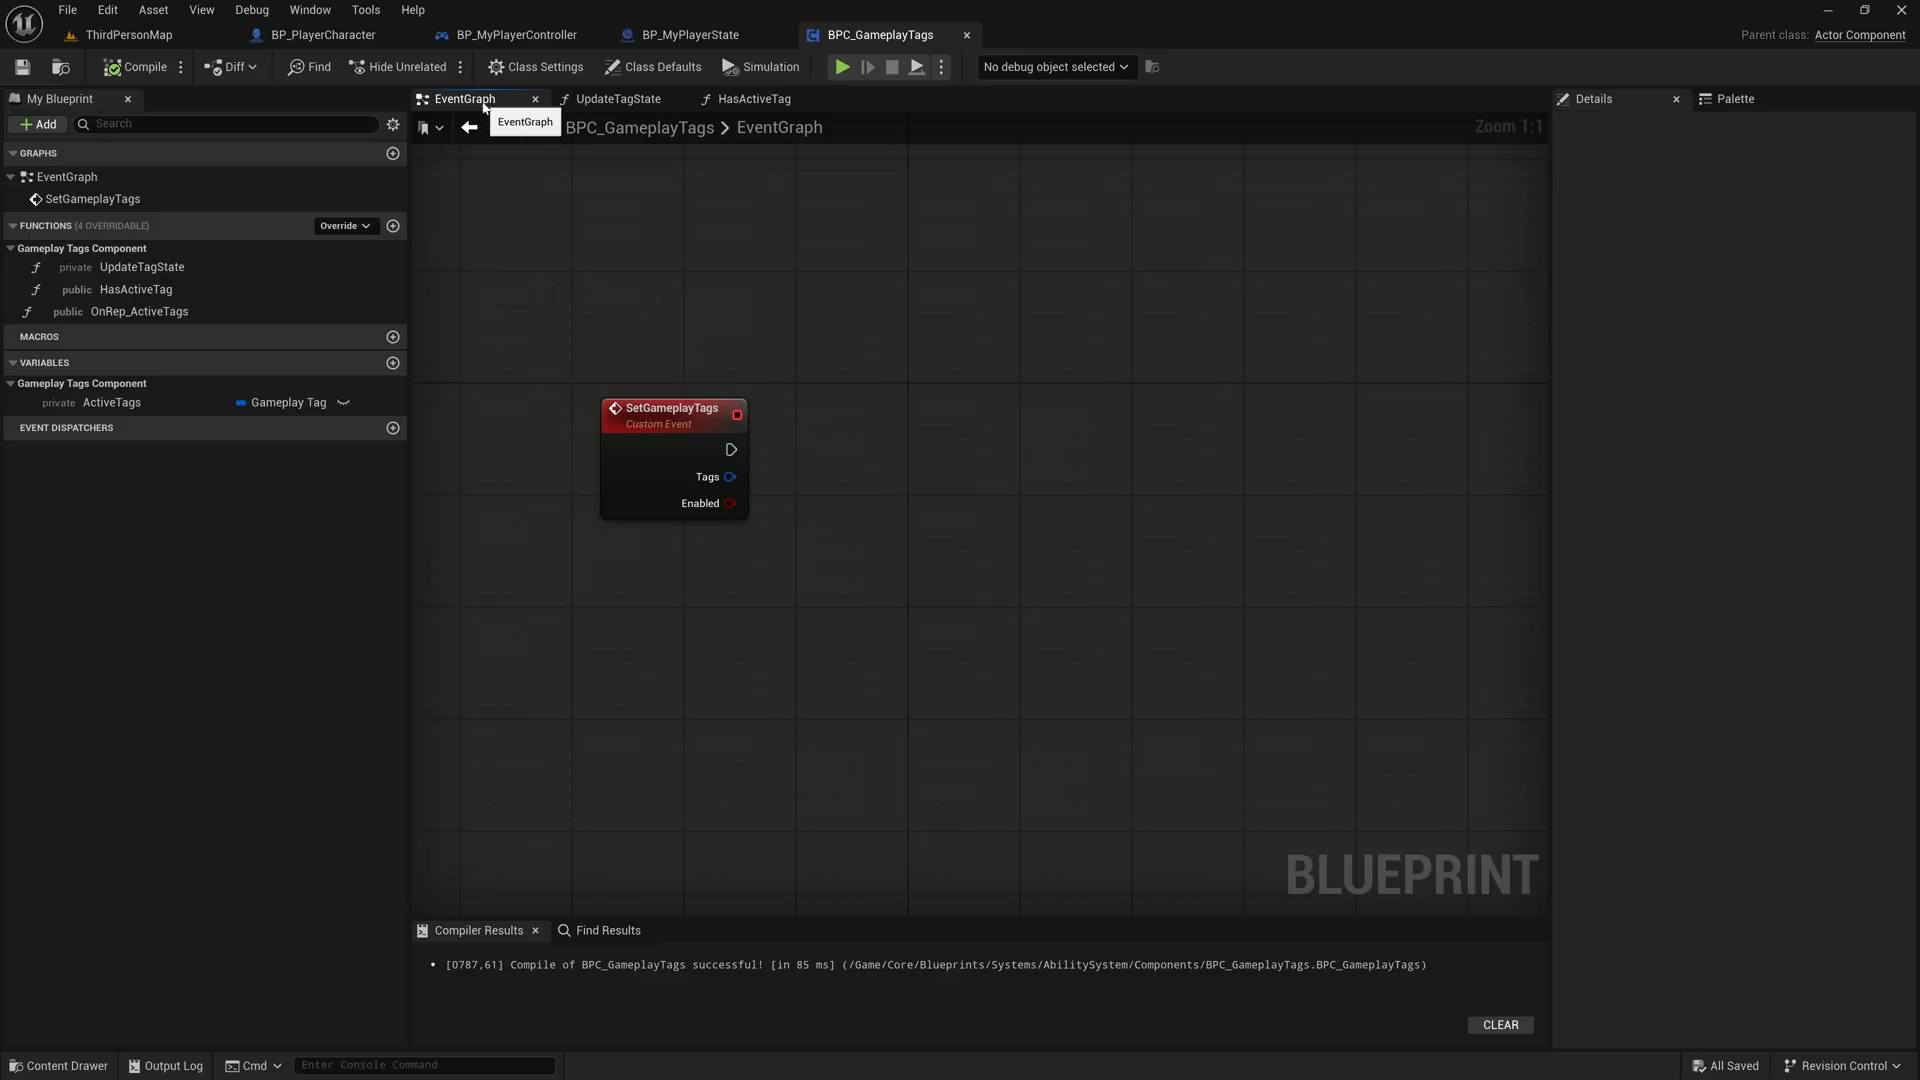 File Edit Asset View Debug Window Tools Help
ThirdPersonMap BP_PlayerCharacter BP_MyPlayerController BP_MyPlayerState BPC_GameplayTags Parent class: Actor Component
Compile Diff Find Hide Unrelated Class Settings Class Defaults Simulation No debug object selected
My Blueprint EventGraph UpdateTagState HasActiveTag Details Palette
Add Search EventGraph BPC_GameplayTags > EventGraph Zoom 1:1
GRAPHS
EventGraph
SetGameplayTags
FUNCTIONS (4 OVERRIDABLE) Override
Gameplay Tags Component
private UpdateTagState
public HasActiveTag
public OnRep_ActiveTags
MACROS
VARIABLES
Gameplay Tags Component
private ActiveTags Gameplay Tag
EVENT DISPATCHERS
SetGameplayTags
Custom Event
Tags
Enabled
BLUEPRINT
Compiler Results Find Results
• [0787,61] Compile of BPC_GameplayTags successful! [in 85 ms] (/Game/Core/Blueprints/Systems/AbilitySystem/Components/BPC_GameplayTags.BPC_GameplayTags)
CLEAR
Content Drawer Output Log Cmd Enter Console Command All Saved Revision Control